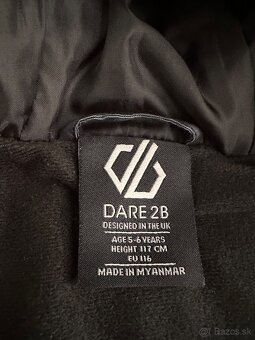 DARE 2B
DESIGNED IN THE UK
AGE 5-6 YEARS
HEIGHT 117 CM
EU 116
MADE IN MYANMAR
Bazos.sk